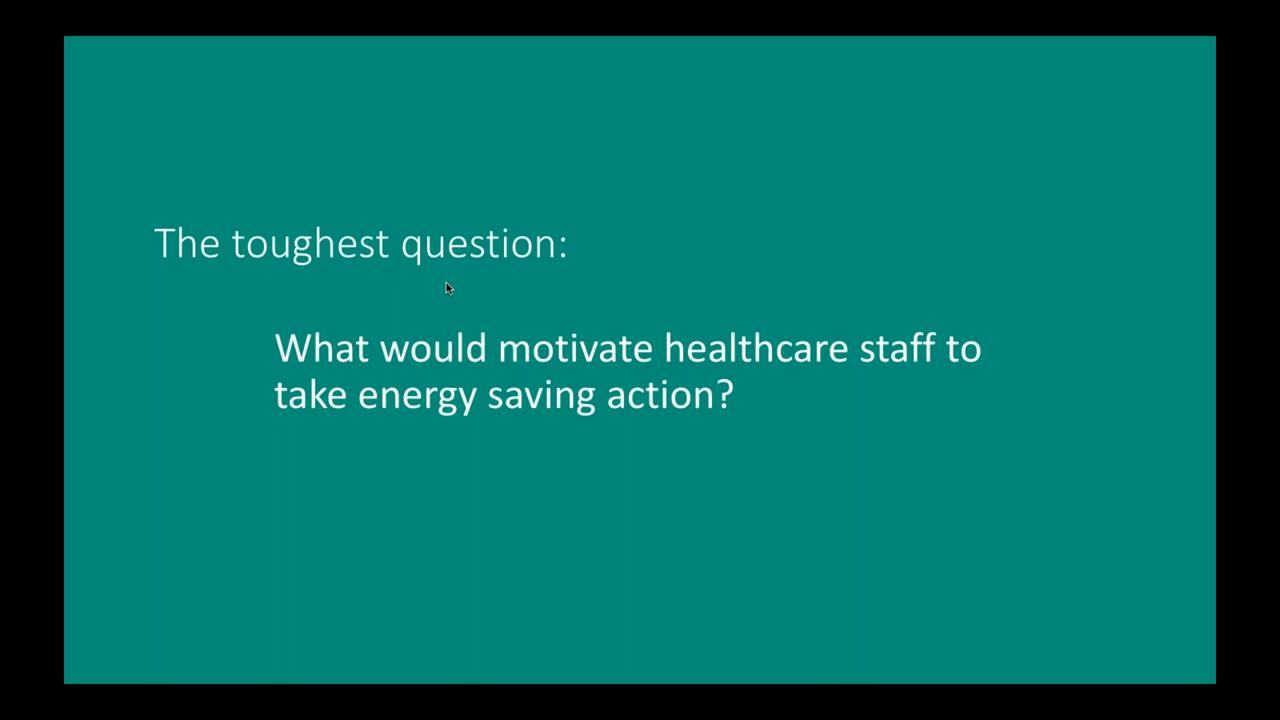 The toughest question:
What would motivate healthcare staff to
take energy saving action?